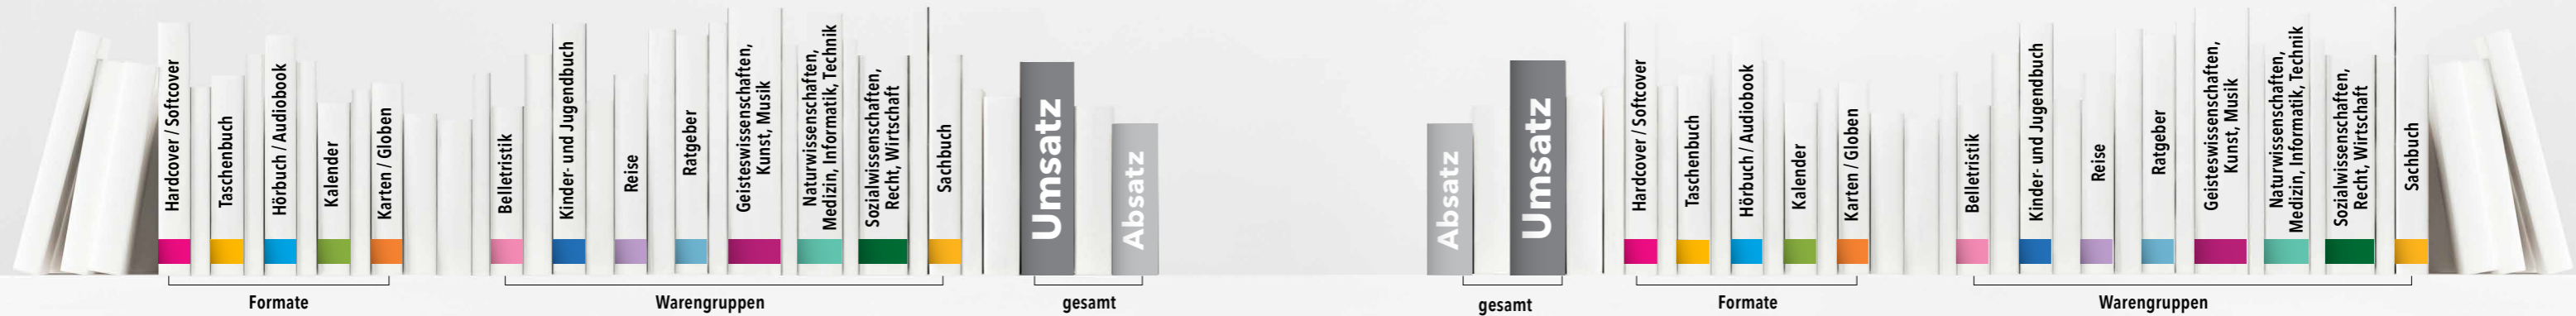 Hardcover / Softcover
Taschenbuch
Hörbuch / Audiobook
Kalender
Karten / Globen
Formate
Belletristik
Kinder- und Jugendbuch
Reise
Ratgeber
Geisteswissenschaften,
Kunst, Musik
Naturwissenschaften,
Medizin, Informatik, Technik
Sozialwissenschaften,
Recht, Wirtschaft
Sachbuch
Warengruppen
Umsatz
Absatz
gesamt
Absatz
Umsatz
gesamt
Hardcover / Softcover
Taschenbuch
Hörbuch / Audiobook
Kalender
Karten / Globen
Formate
Belletristik
Kinder- und Jugendbuch
Reise
Ratgeber
Geisteswissenschaften,
Kunst, Musik
Naturwissenschaften,
Medizin, Informatik, Technik
Sozialwissenschaften,
Recht, Wirtschaft
Sachbuch
Warengruppen